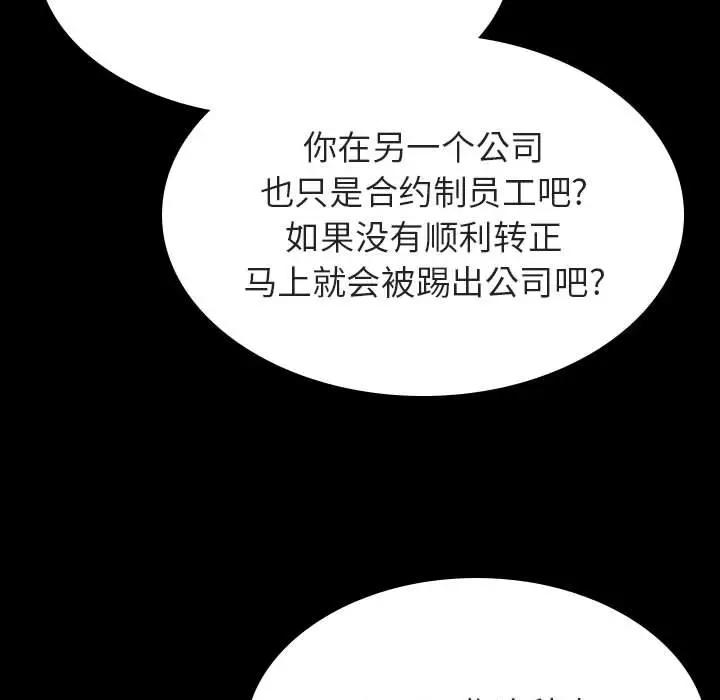 你在另一个公司
也只是合约制员工吧?
如果没有顺利转正
马上就会被踢出公司吧?